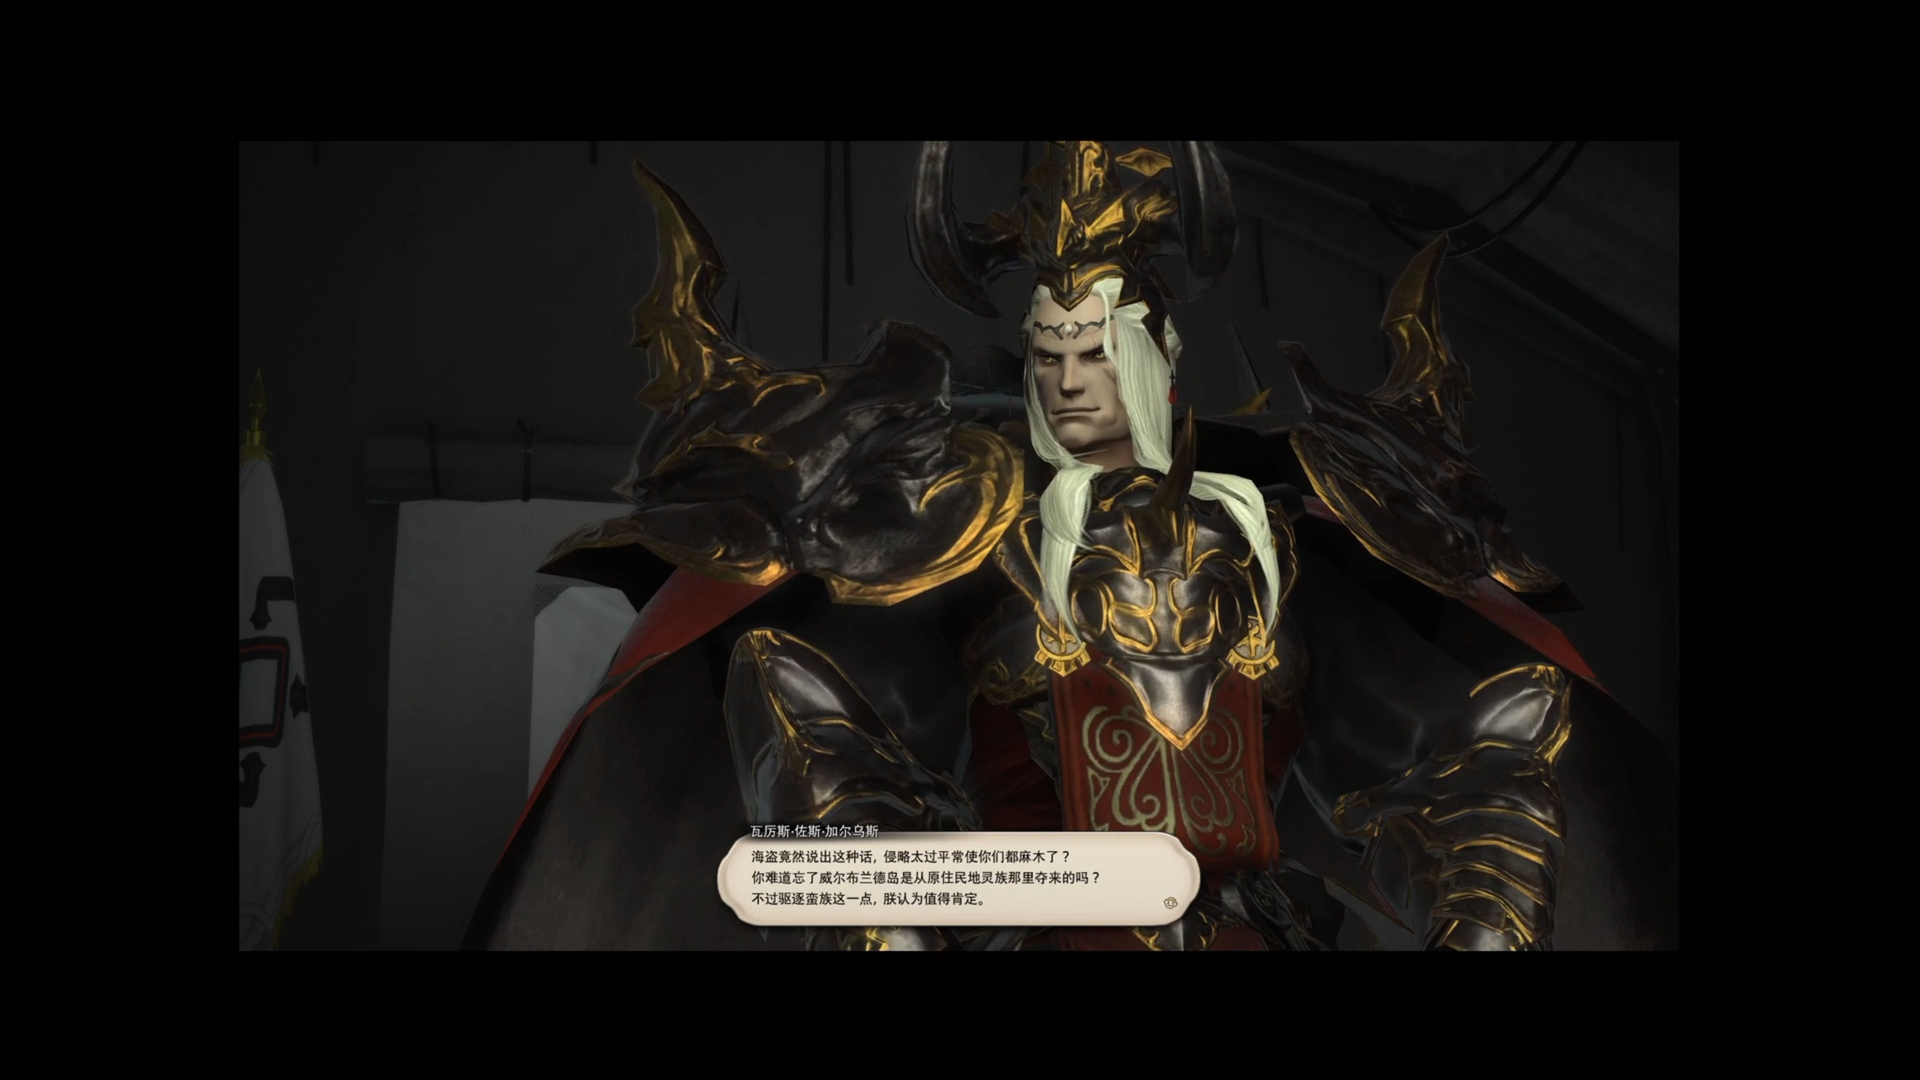 瓦厉斯·佐斯·加尔乌斯
海盗竟然说出这种话，侵略太过平常使你们都麻木了？
你难道忘了威尔布兰德岛是从原住民地灵族那里夺来的吗？
不过驱逐蛮族这一点，朕认为值得肯定。